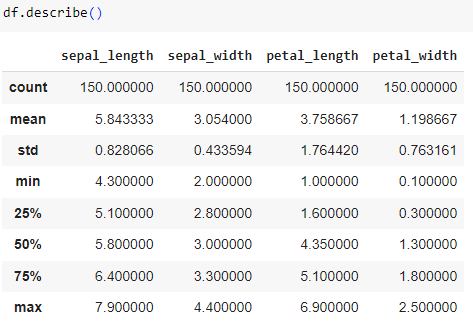 df.describe()
sepal_length sepal_width petal_length petal_width
count 150.000000 150.000000 150.000000 150.000000
mean 5.843333 3.054000 3.758667 1.198667
std 0.828066 0.433594 1.764420 0.763161
min 4.300000 2.000000 1.000000 0.100000
25% 5.100000 2.800000 1.600000 0.300000
50% 5.800000 3.000000 4.350000 1.300000
75% 6.400000 3.300000 5.100000 1.800000
max 7.900000 4.400000 6.900000 2.500000